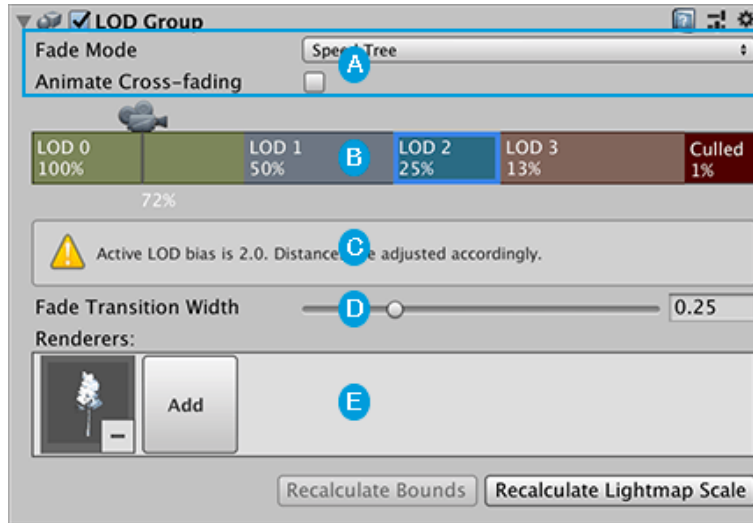 LOD Group
Fade Mode Speed Tree
A
Animate Cross-fading
LOD 0 LOD 1 LOD 2 LOD 3 Culled
B
100% 50% 25% 13% 1%
72%
C
Active LOD bias is 2.0. adjusted accordingly.
Fade Transition Width D 0.25
Renderers:
Add E
Recalculate Bounds Recalculate Lightmap Scale